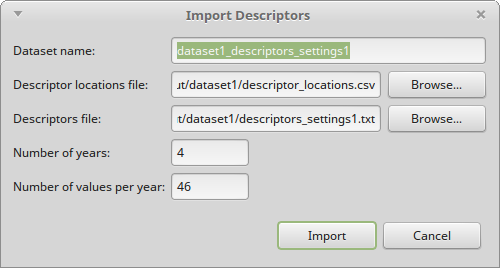 Import Descriptors
Dataset name: dataset1_descriptors_settings1
Descriptor locations file: ut/dataset1/descriptor_locations.csv Browse...
Descriptors file: t/dataset1/descriptors_settings1.txt Browse...
Number of years: 4
Number of values per year: 46
Import Cancel